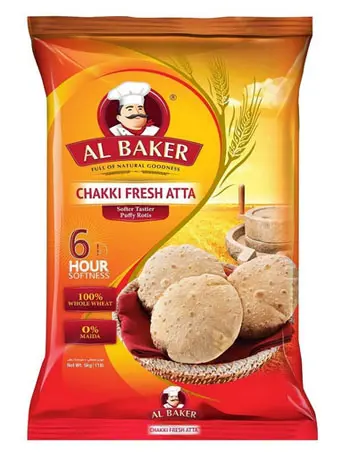 ®
AL BAKER
FULL OF NATURAL GOODNESS
CHAKKI FRESH ATTA
Softer Tastier
Puffy Rotis
6
HOUR
SOFTNESS
100%
WHOLE WHEAT
0%
MAIDA
Net Wt. 5kg
AL BAKER
CHAKKI FRESH ATTA